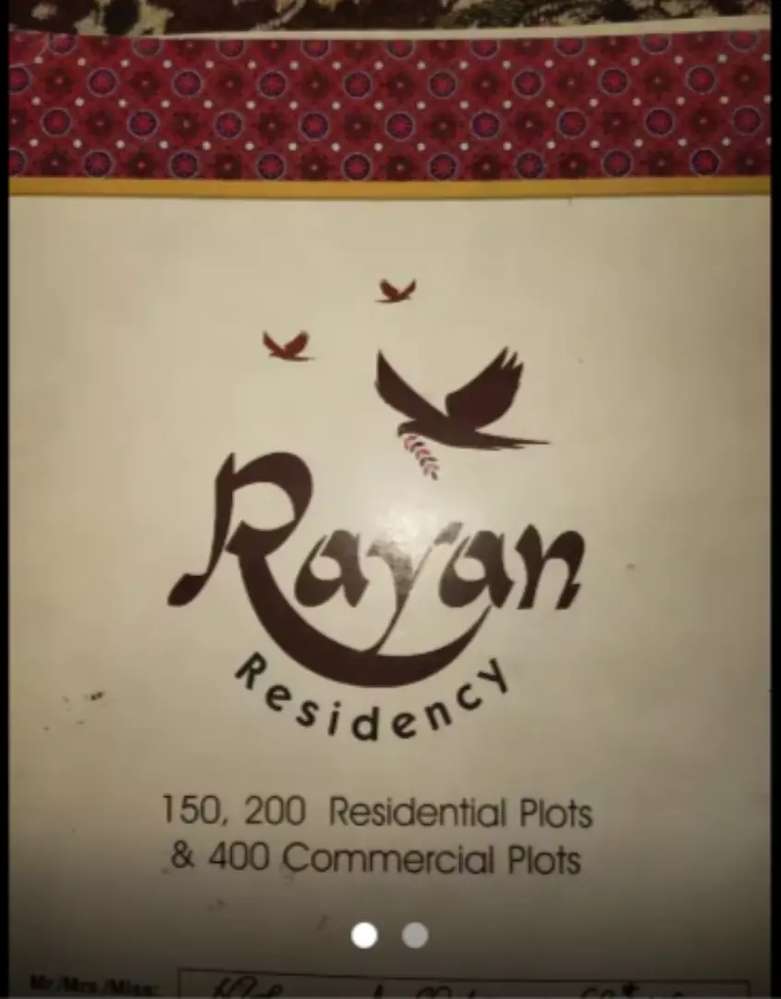 Rayan
Residency
150, 200 Residential Plots
& 400 Commercial Plots
Mr./Mrs./Miss: